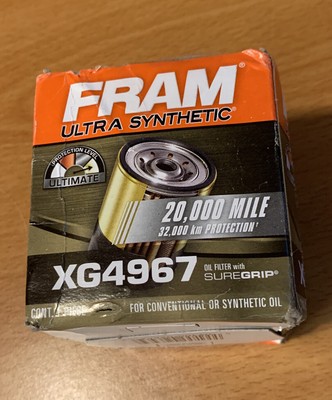 FRAM®
ULTRA SYNTHETIC®
PROTECTION LEVEL
ULTIMATE
20,000 MILE
32,000 km PROTECTION†
XG4967
OIL FILTER with
SUREGRIP®
FOR CONVENTIONAL OR SYNTHETIC OIL